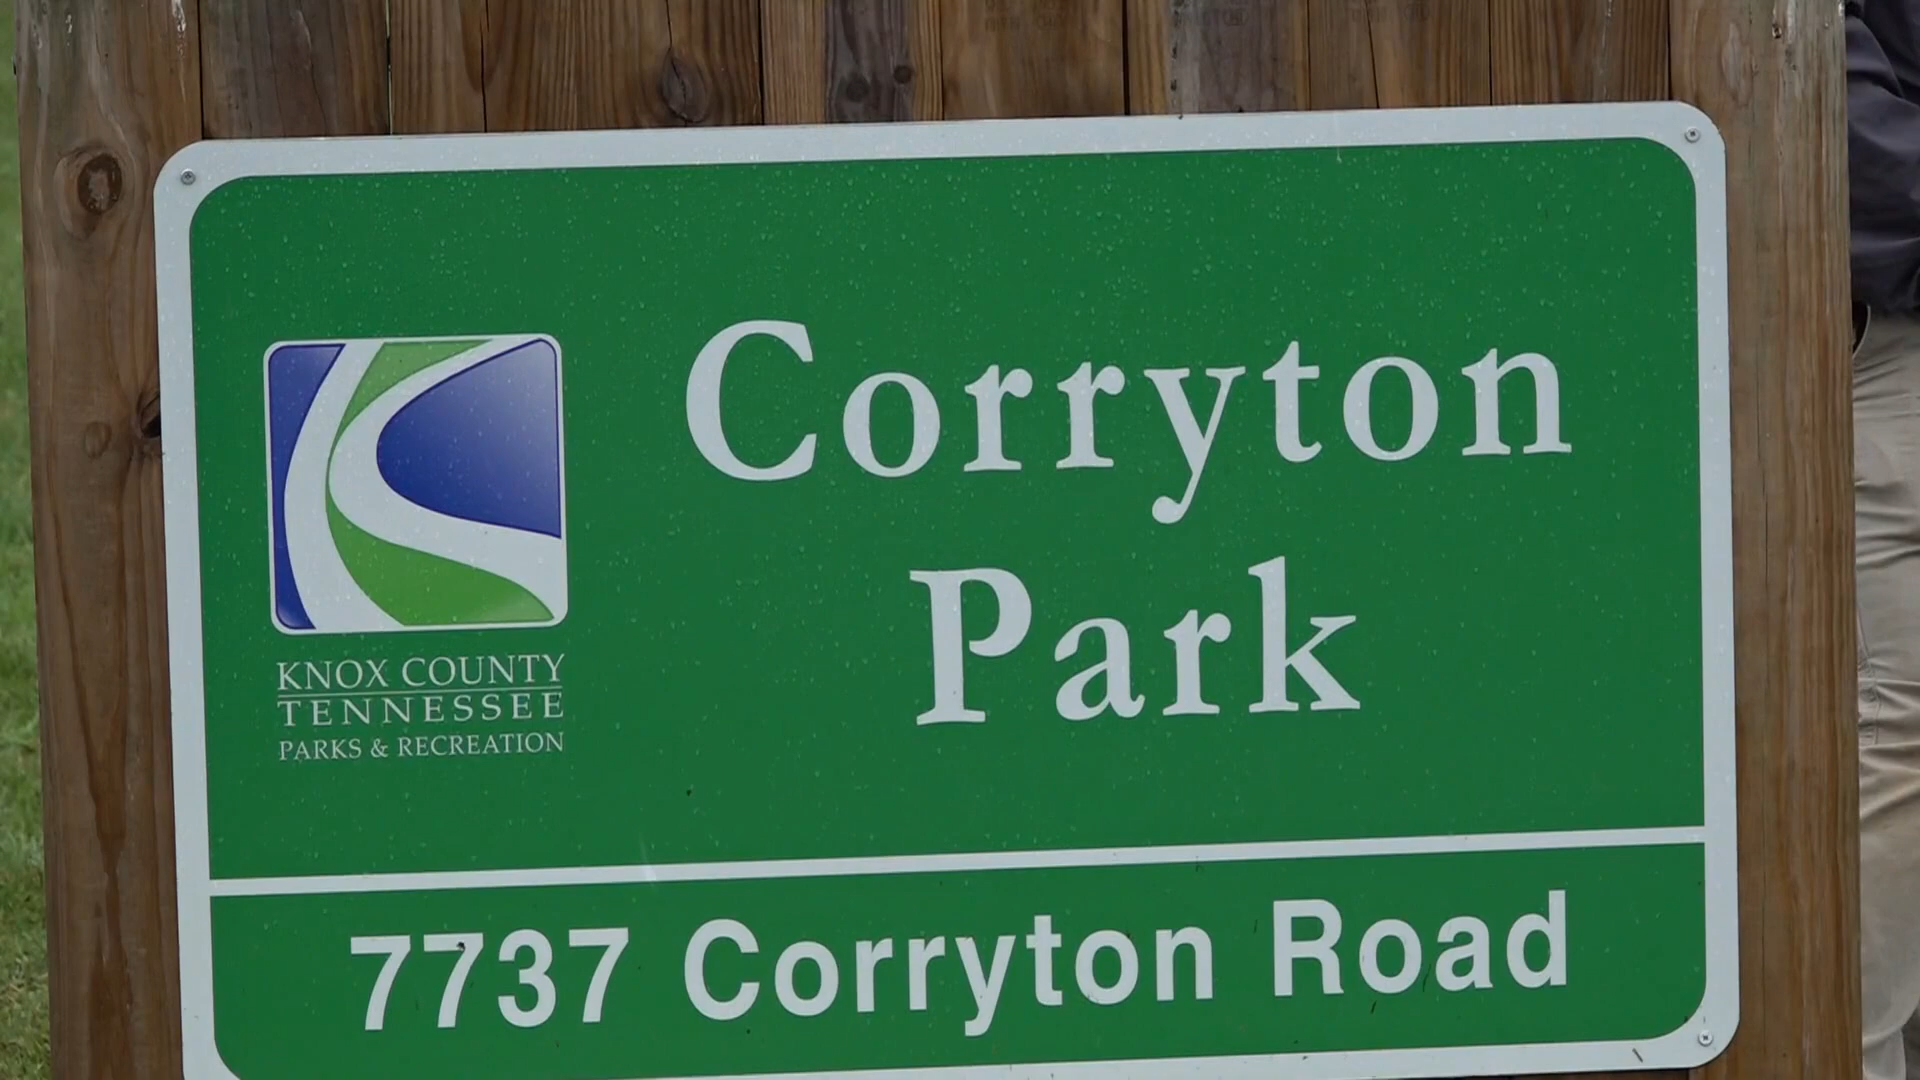 Corryton
Park
KNOX COUNTY
TENNESSEE
PARKS & RECREATION
7737 Corryton Road